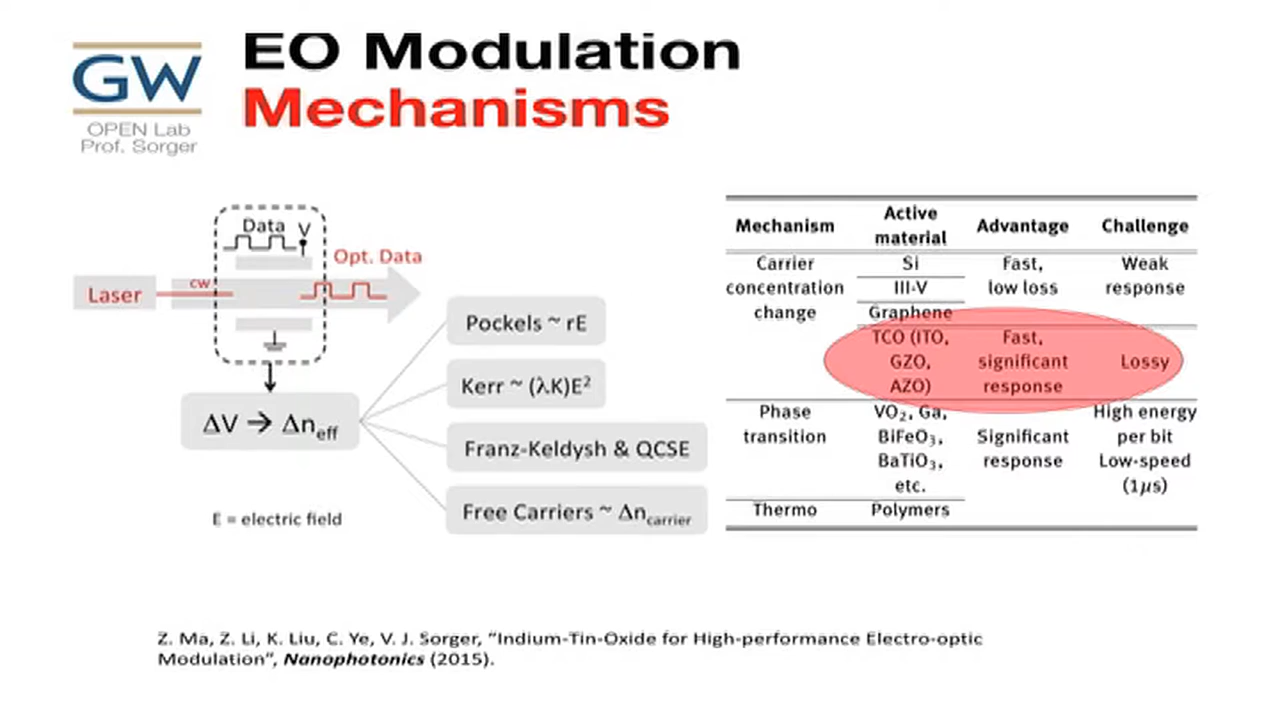 EO Modulation
Mechanisms
GW
OPEN Lab
Prof. Sorger
Data
V
Opt. Data
Laser
cw
ΔV → Δn_eff
E = electric field
Pockels ~ rE
Kerr ~ (λK)E²
Franz-Keldysh & QCSE
Free Carriers ~ Δn_carrier
Mechanism
Active
material
Advantage
Challenge
Carrier
concentration
change
Si
III-V
Graphene
Fast,
low loss
Weak
response
TCO (ITO,
GZO,
AZO)
Fast,
significant
response
Lossy
Phase
transition
VO₂, Ga,
BiFeO₃,
BaTiO₃,
etc.
Significant
response
High energy
per bit
Low-speed
(1μs)
Thermo
Polymers
Z. Ma, Z. Li, K. Liu, C. Ye, V. J. Sorger, "Indium-Tin-Oxide for High-performance Electro-optic
Modulation", Nanophotonics (2015).